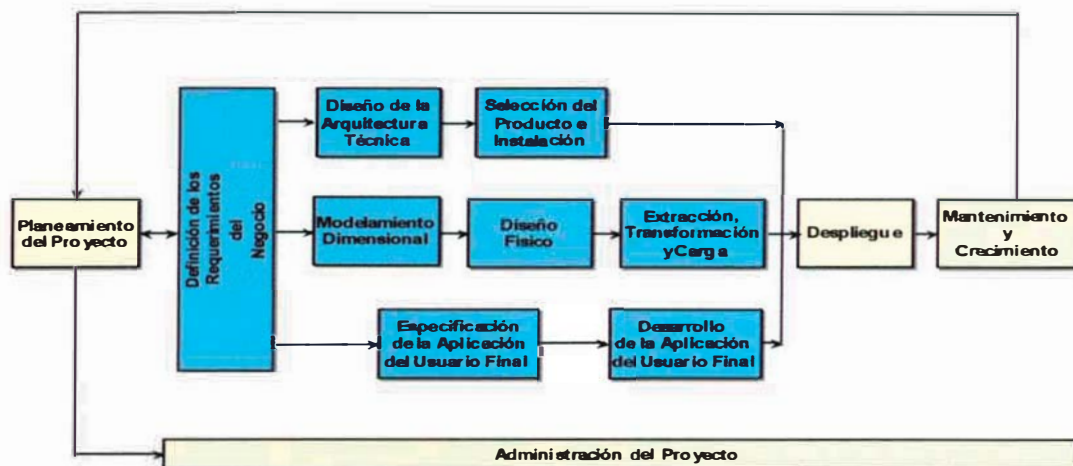 Planeamiento
del Proyecto
Definición de los
Requerimientos
del
Negocio
Diseño de la
Arquitectura
Técnica
Selección del
Producto e
Instalación
Modelamiento
Dimensional
Diseño
Físico
Extracción,
Transformación
y Carga
Especificación
de la Aplicación
del Usuario Final
Desarrollo
de la Aplicación
del Usuario Final
Despliegue
Mantenimiento
y
Crecimiento
Administración del Proyecto